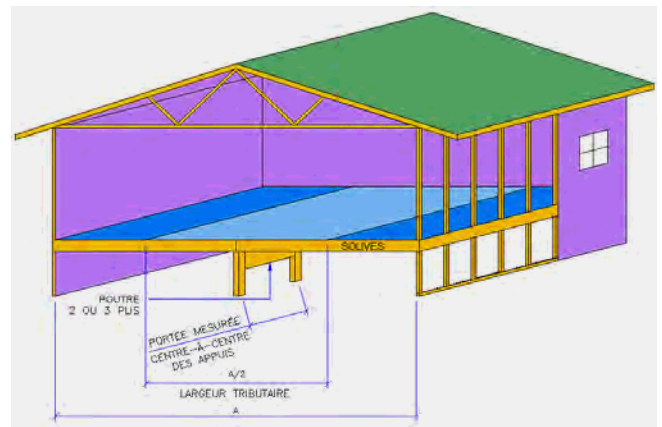 SOLIVES
POUTRE
2 OU 3 PLIS
PORTÉE MESURÉE
CENTRE-À-CENTRE
DES APPUIS
A/2
LARGEUR TRIBUTAIRE
A